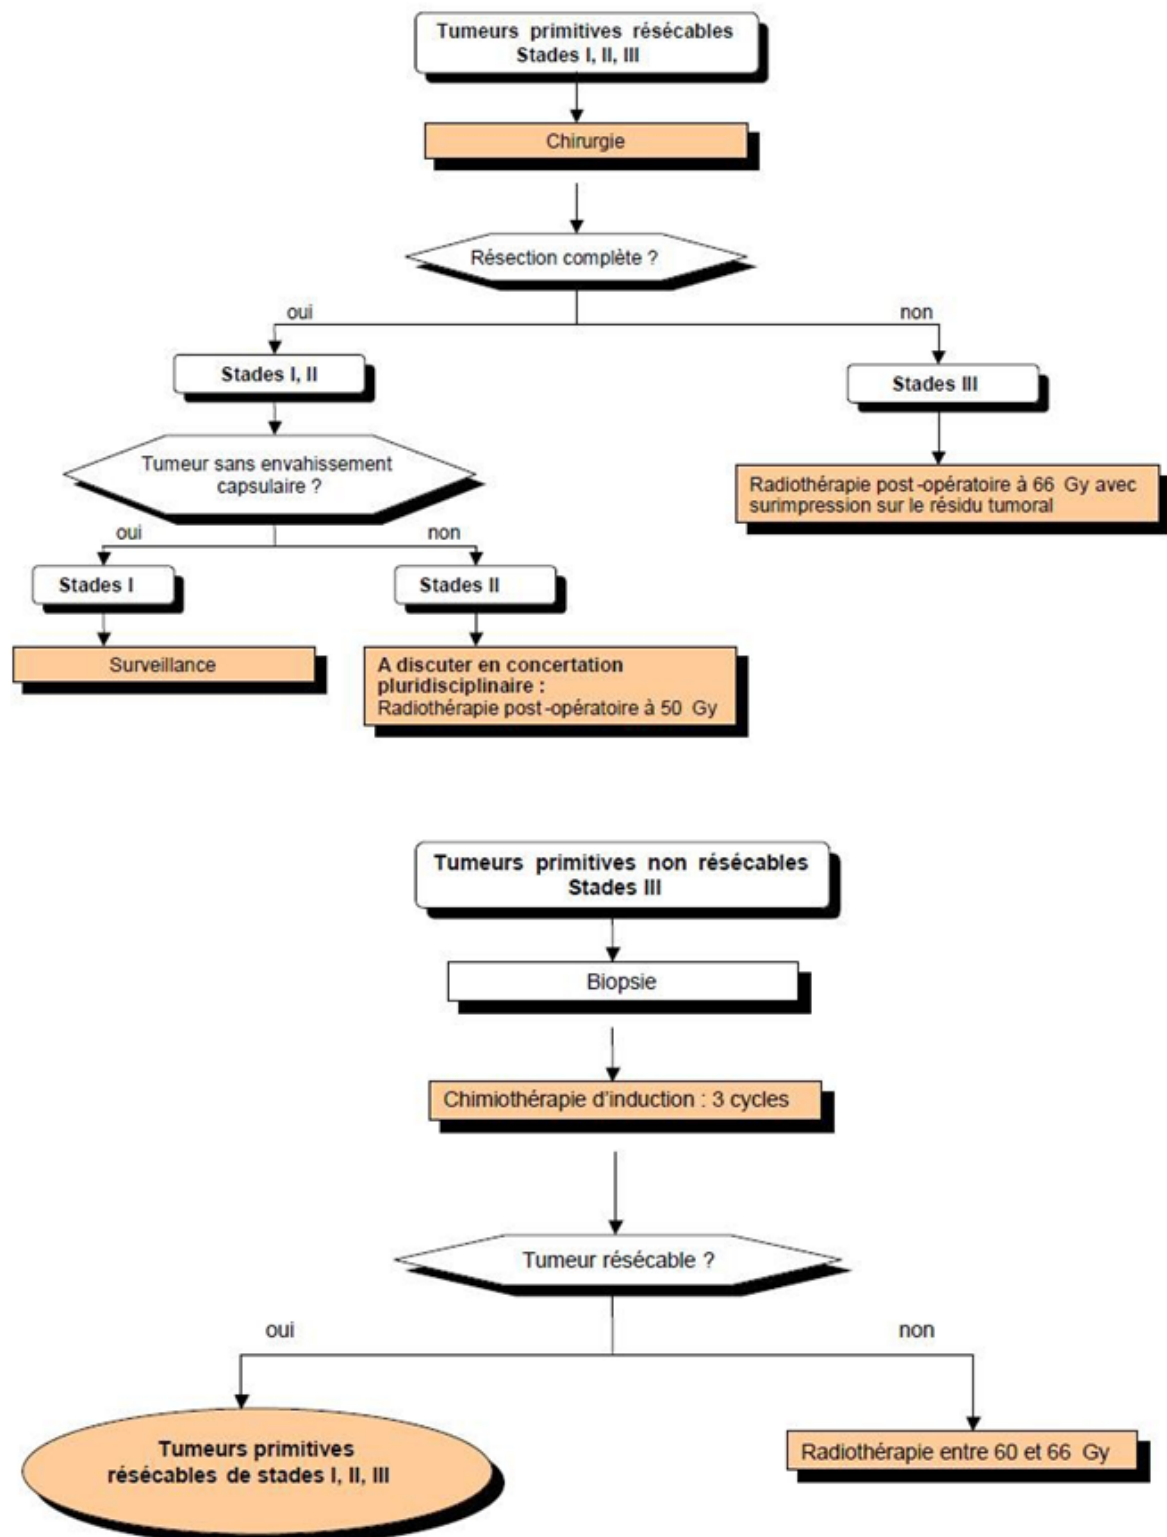 Tumeurs primitives résécables
Stades I, II, III
Chirurgie
Résection complète ?
oui
non
Stades I, II
Stades III
Tumeur sans envahissement
capsulaire ?
Radiothérapie post-opératoire à 66 Gy avec
surimpression sur le résidu tumoral
oui
non
Stades I
Stades II
Surveillance
A discuter en concertation
pluridisciplinaire :
Radiothérapie post-opératoire à 50 Gy
Tumeurs primitives non résécables
Stades III
Biopsie
Chimiothérapie d'induction : 3 cycles
Tumeur résécable ?
oui
non
Tumeurs primitives
résécables de stades I, II, III
Radiothérapie entre 60 et 66 Gy